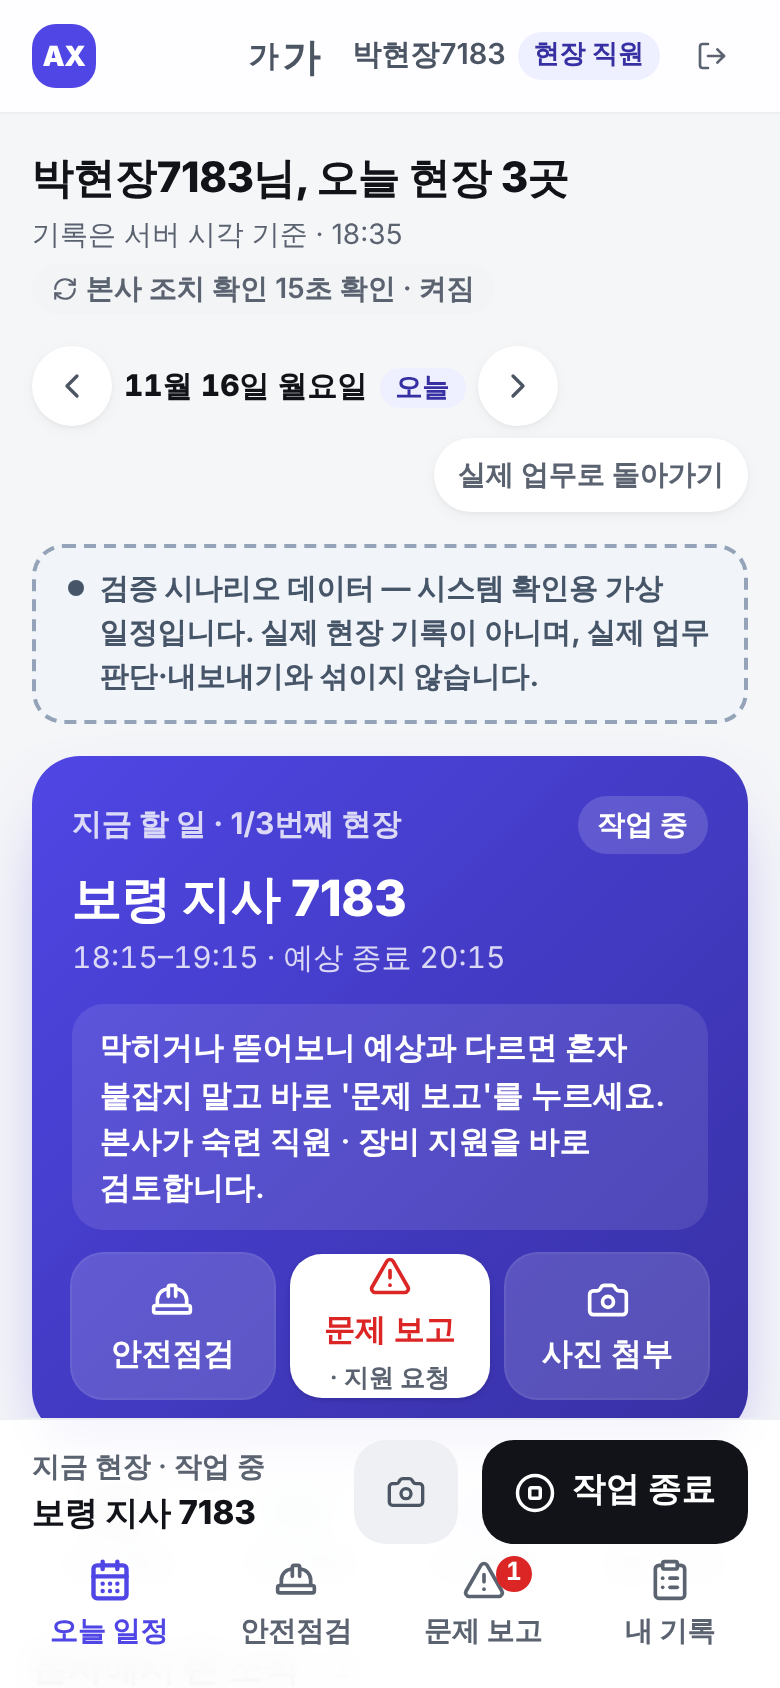 AX
가가 박현장7183 현장 직원
박현장7183님, 오늘 현장 3곳
기록은 서버 시각 기준 · 18:35
본사 조치 확인 15초 확인 · 켜짐
11월 16일 월요일 오늘
실제 업무로 돌아가기
검증 시나리오 데이터 — 시스템 확인용 가상
일정입니다. 실제 현장 기록이 아니며, 실제 업무
판단·내보내기와 섞이지 않습니다.
지금 할 일 · 1/3번째 현장 작업 중
보령 지사 7183
18:15–19:15 · 예상 종료 20:15
막히거나 뜯어보니 예상과 다르면 혼자
붙잡지 말고 바로 '문제 보고'를 누르세요.
본사가 숙련 직원 · 장비 지원을 바로
검토합니다.
안전점검
문제 보고
· 지원 요청
사진 첨부
지금 현장 · 작업 중
보령 지사 7183
작업 종료
오늘 일정
안전점검
1
문제 보고
내 기록